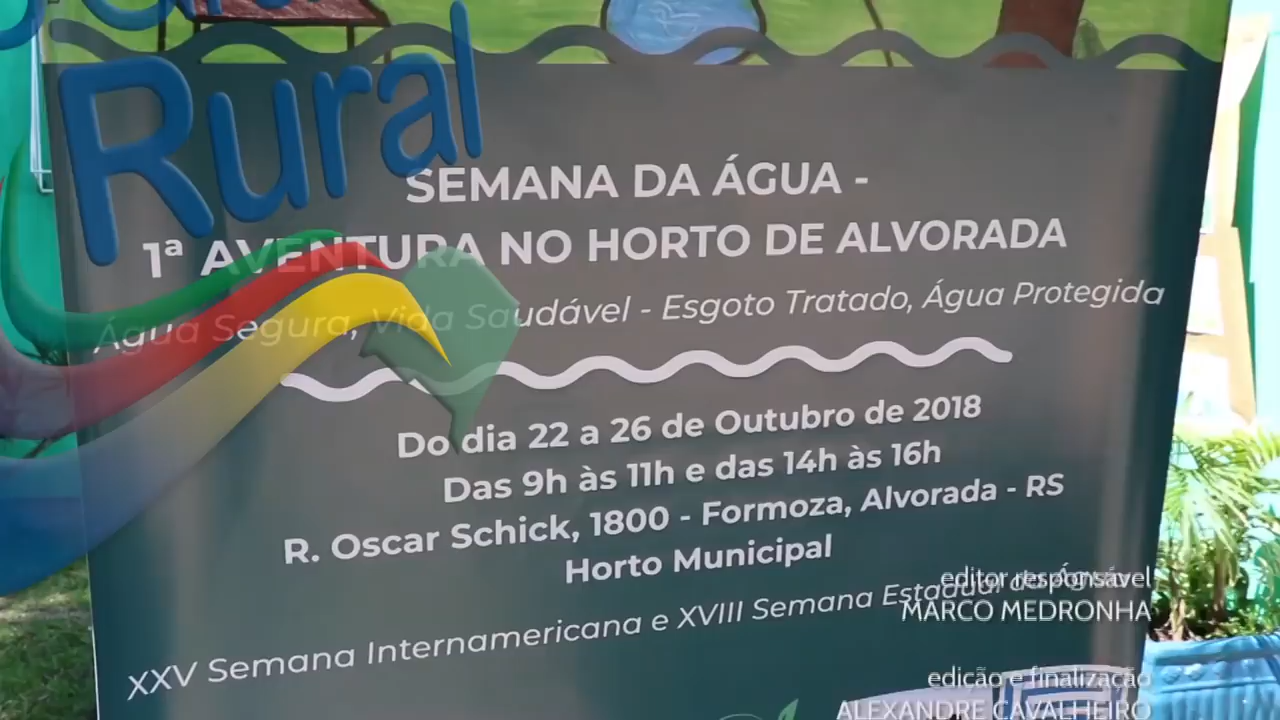 Rural
SEMANA DA ÁGUA -
1ª AVENTURA NO HORTO DE ALVORADA
Água Segura, Vida Saudável - Esgoto Tratado, Água Protegida
Do dia 22 a 26 de Outubro de 2018
Das 9h às 11h e das 14h às 16h
R. Oscar Schick, 1800 - Formoza, Alvorada - RS
Horto Municipal
XXV Semana Internamericana e XVIII Semana Estadual da Água
editor responsável
MARCO MEDRONHA
edição e finalização
ALEXANDRE CAVALHEIRO